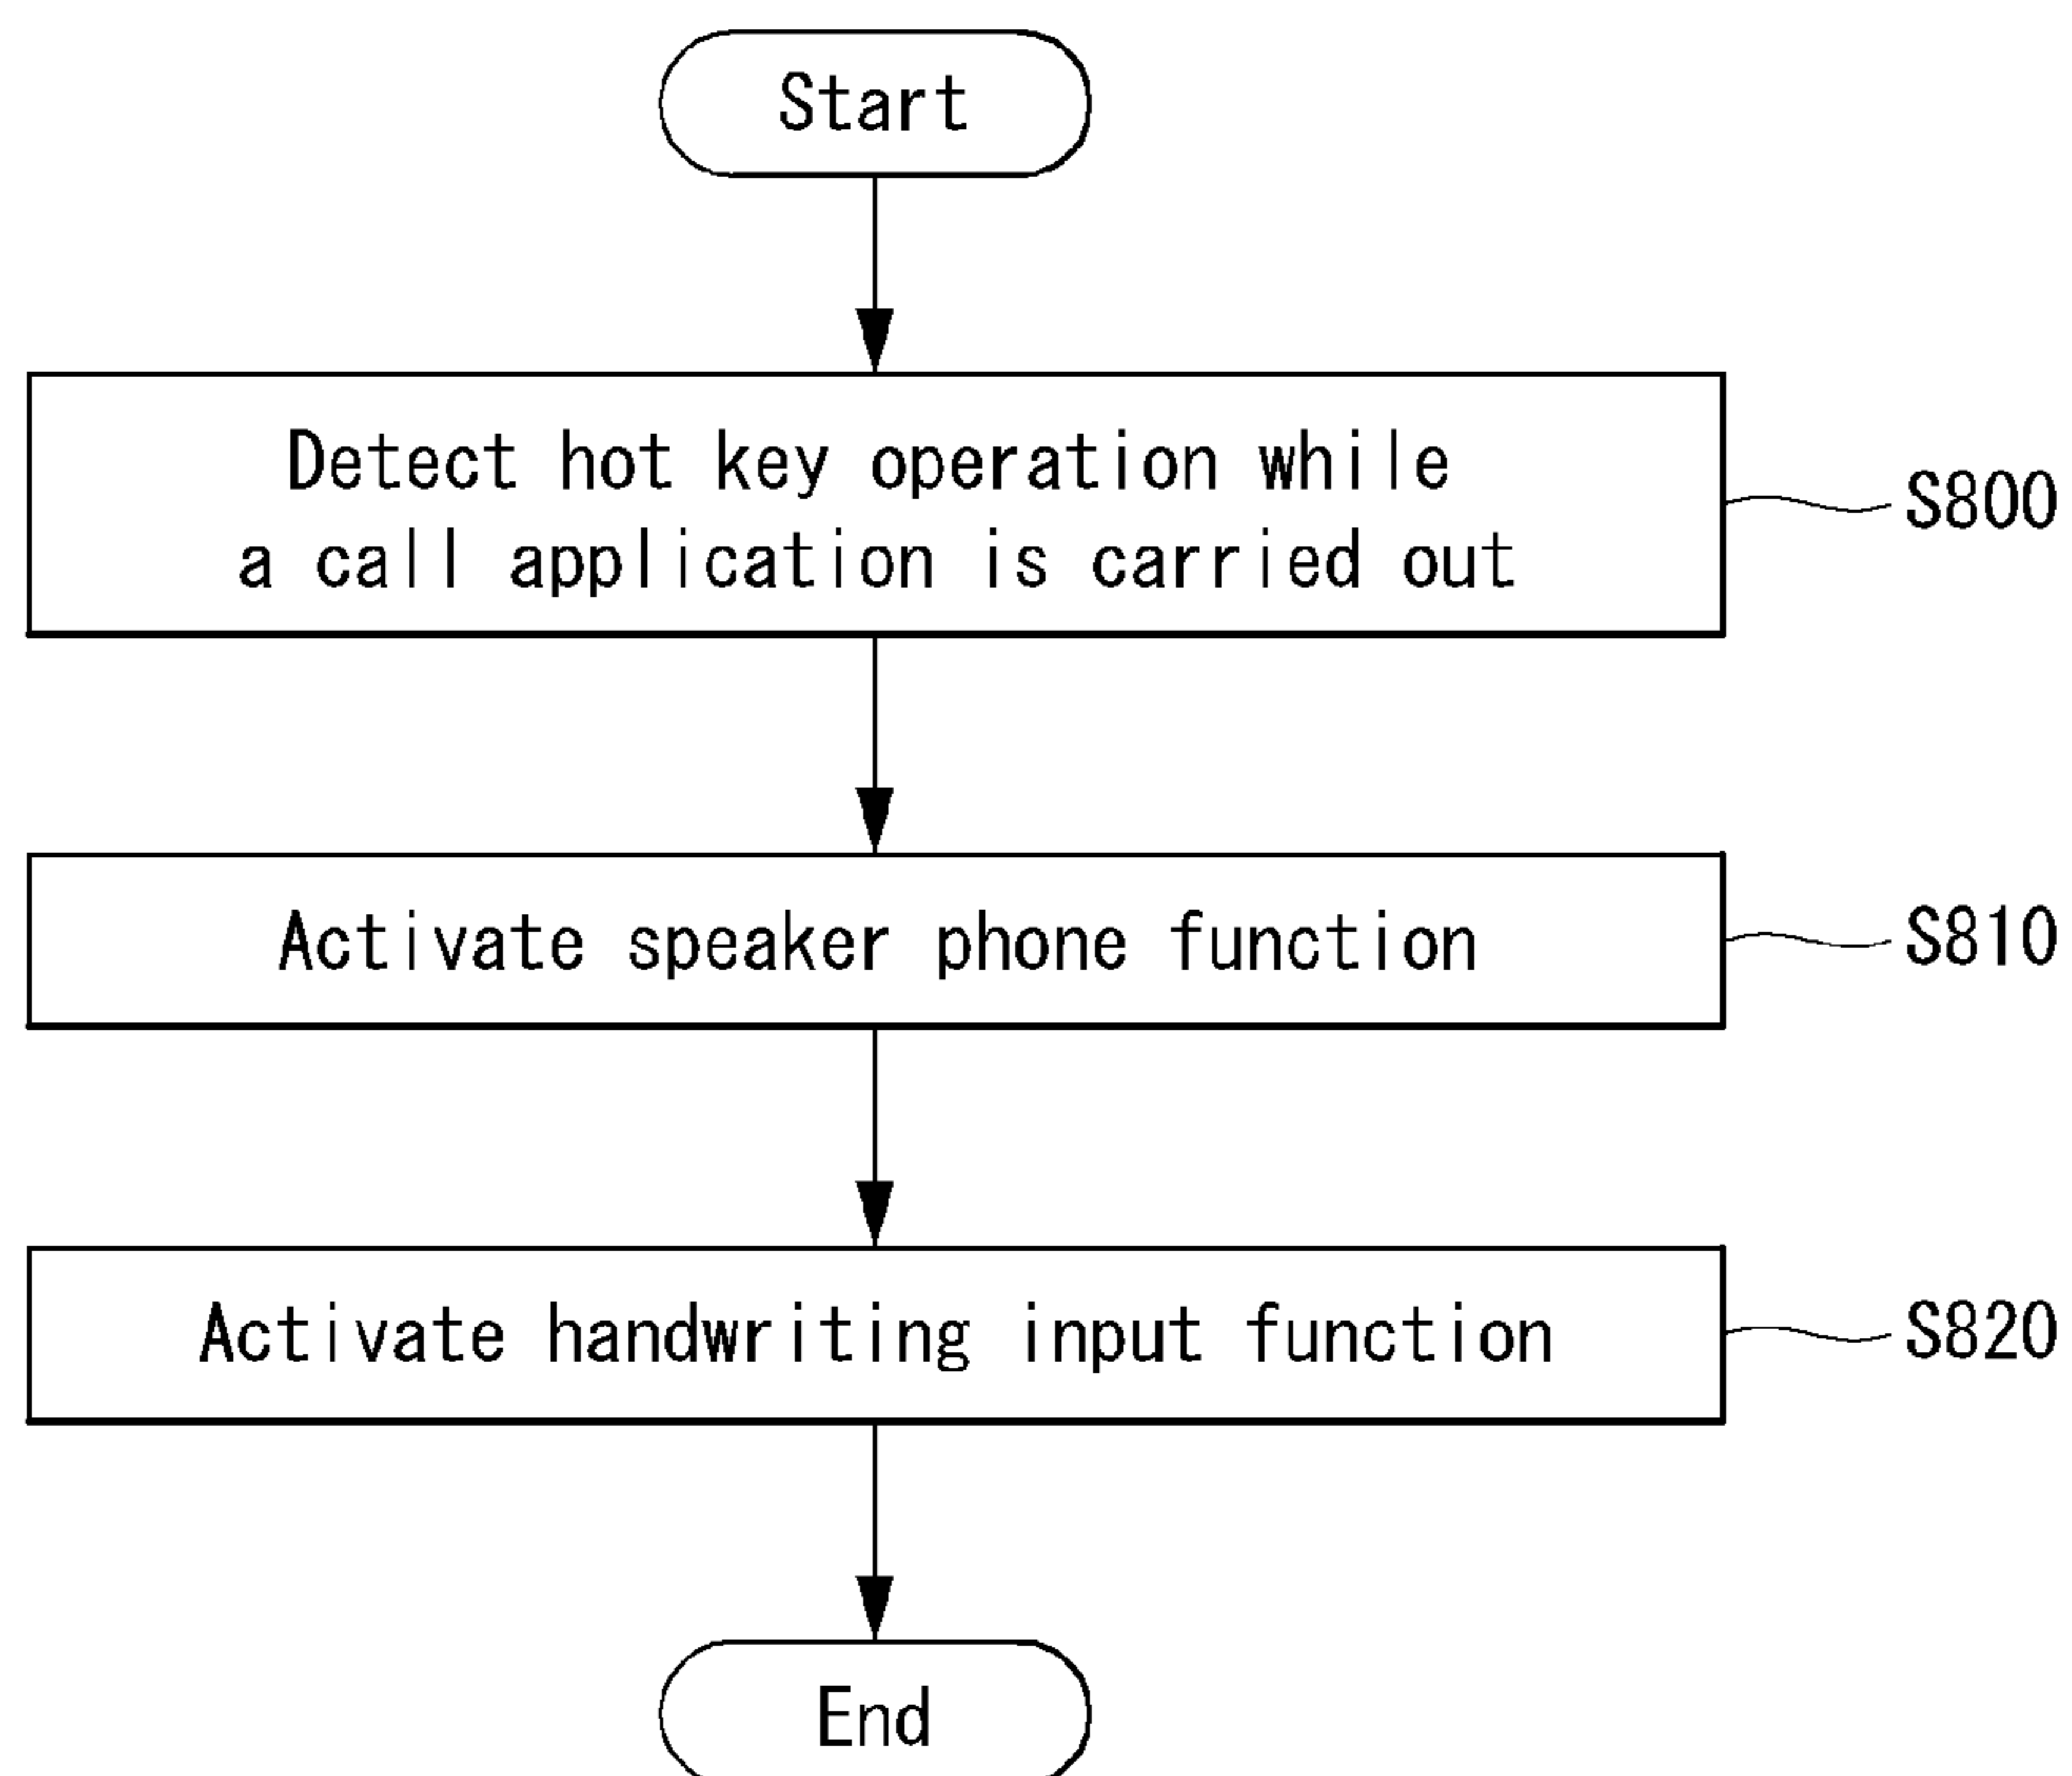 Start
Detect hot key operation while
a call application is carried out
S800
Activate speaker phone function
S810
Activate handwriting input function
S820
End